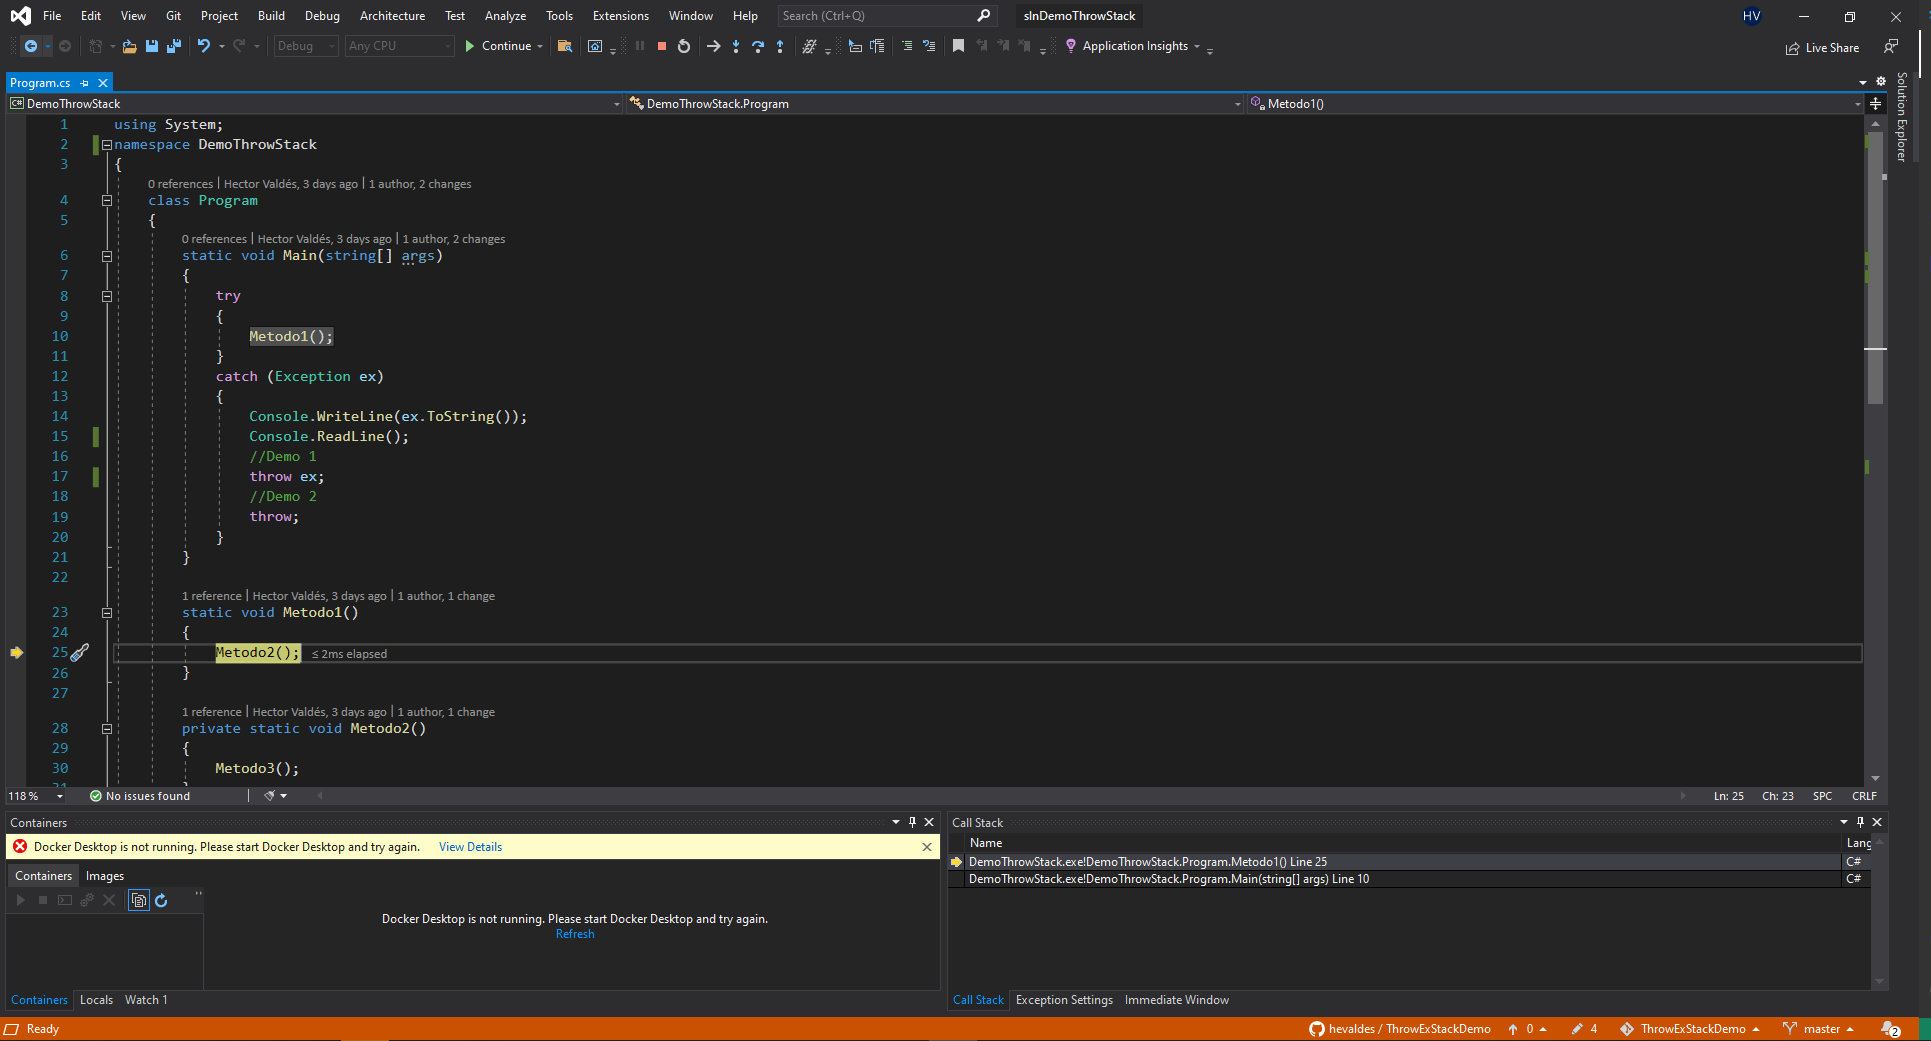 File Edit View Git Project Build Debug Architecture Test Analyze Tools Extensions Window Help Search (Ctrl+Q) slnDemoThrowStack HV
Debug Any CPU Continue Application Insights Live Share
Program.cs
C# DemoThrowStack DemoThrowStack.Program Metodo1()
Solution Explorer
1 using System;
2 namespace DemoThrowStack
3 {
0 references | Hector Valdés, 3 days ago | 1 author, 2 changes
4 class Program
5 {
0 references | Hector Valdés, 3 days ago | 1 author, 2 changes
6 static void Main(string[] args)
7 {
8 try
9 {
10 Metodo1();
11 }
12 catch (Exception ex)
13 {
14 Console.WriteLine(ex.ToString());
15 Console.ReadLine();
16 //Demo 1
17 throw ex;
18 //Demo 2
19 throw;
20 }
21 }
22
1 reference | Hector Valdés, 3 days ago | 1 author, 1 change
23 static void Metodo1()
24 {
25 Metodo2(); ≤ 2ms elapsed
26 }
27
1 reference | Hector Valdés, 3 days ago | 1 author, 1 change
28 private static void Metodo2()
29 {
30 Metodo3();
31 }
118 % No issues found Ln: 25 Ch: 23 SPC CRLF
Containers
Docker Desktop is not running. Please start Docker Desktop and try again. View Details
Containers Images
Docker Desktop is not running. Please start Docker Desktop and try again.
Refresh
Containers Locals Watch 1
Call Stack
Name Lang
DemoThrowStack.exe!DemoThrowStack.Program.Metodo1() Line 25 C#
DemoThrowStack.exe!DemoThrowStack.Program.Main(string[] args) Line 10 C#
Call Stack Exception Settings Immediate Window
Ready hevaldes / ThrowExStackDemo 0 4 ThrowExStackDemo master 2